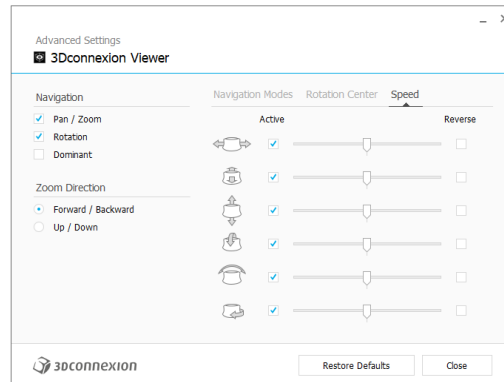 Advanced Settings
3Dconnexion Viewer
Navigation
Pan / Zoom
Rotation
Dominant
Zoom Direction
Forward / Backward
Up / Down
Navigation Modes Rotation Center Speed
Active Reverse
3Dconnexion
Restore Defaults Close